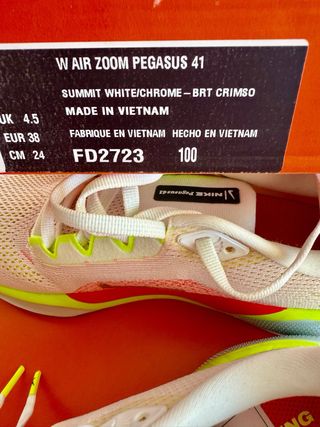 W AIR ZOOM PEGASUS 41
SUMMIT WHITE/CHROME-BRT CRIMSO
MADE IN VIETNAM
FABRIQUE EN VIETNAM HECHO EN VIETNAM
UK 4.5
EUR 38
CM 24
FD2723 100
NIKE Pegasus41